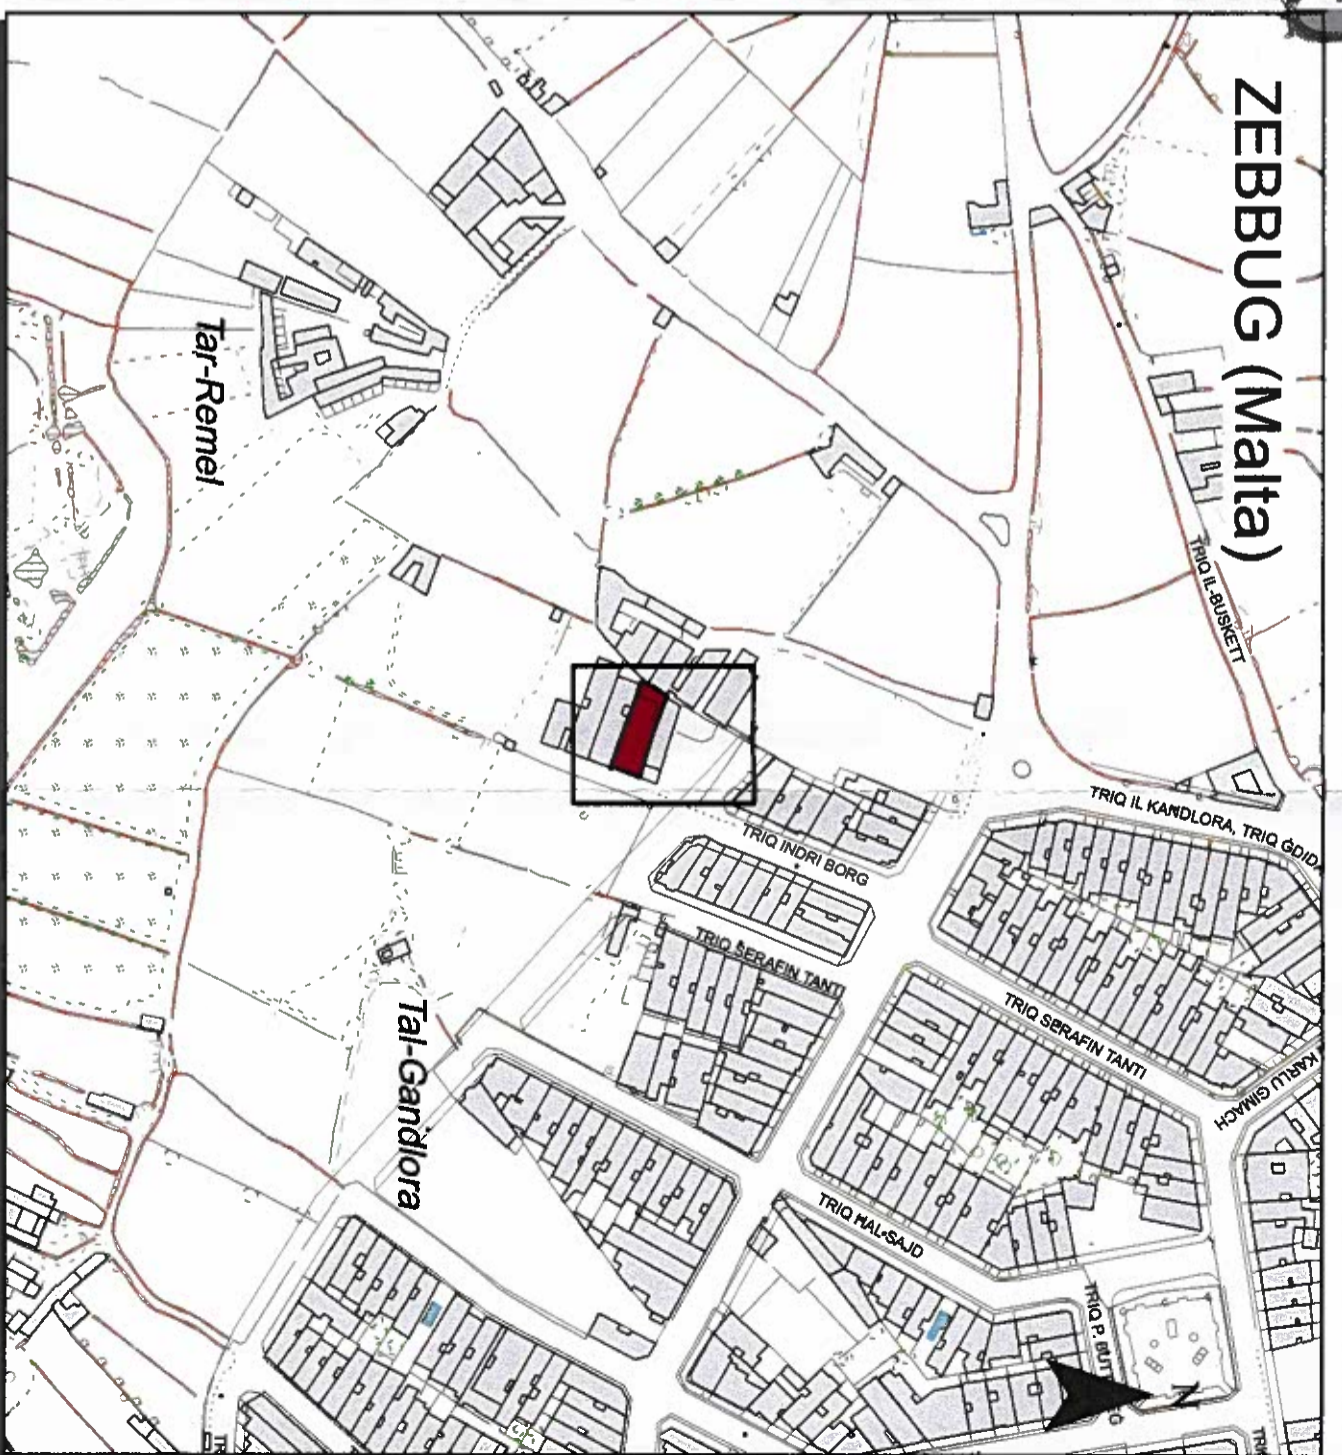 ZEBBUG (Malta)
TRIQ IL-BUSKETT
Tar-Remel
TRIQ IL KANDLORA, TRIQ ĠDIDA
TRIQ INDRI BORG
TRIQ SERAFIN TANTI
TRIQ SERAFIN TANTI
KARLU GIMACH
Tal-Gandlora
TRIQ HAL-SAJD
TRIQ P.
N